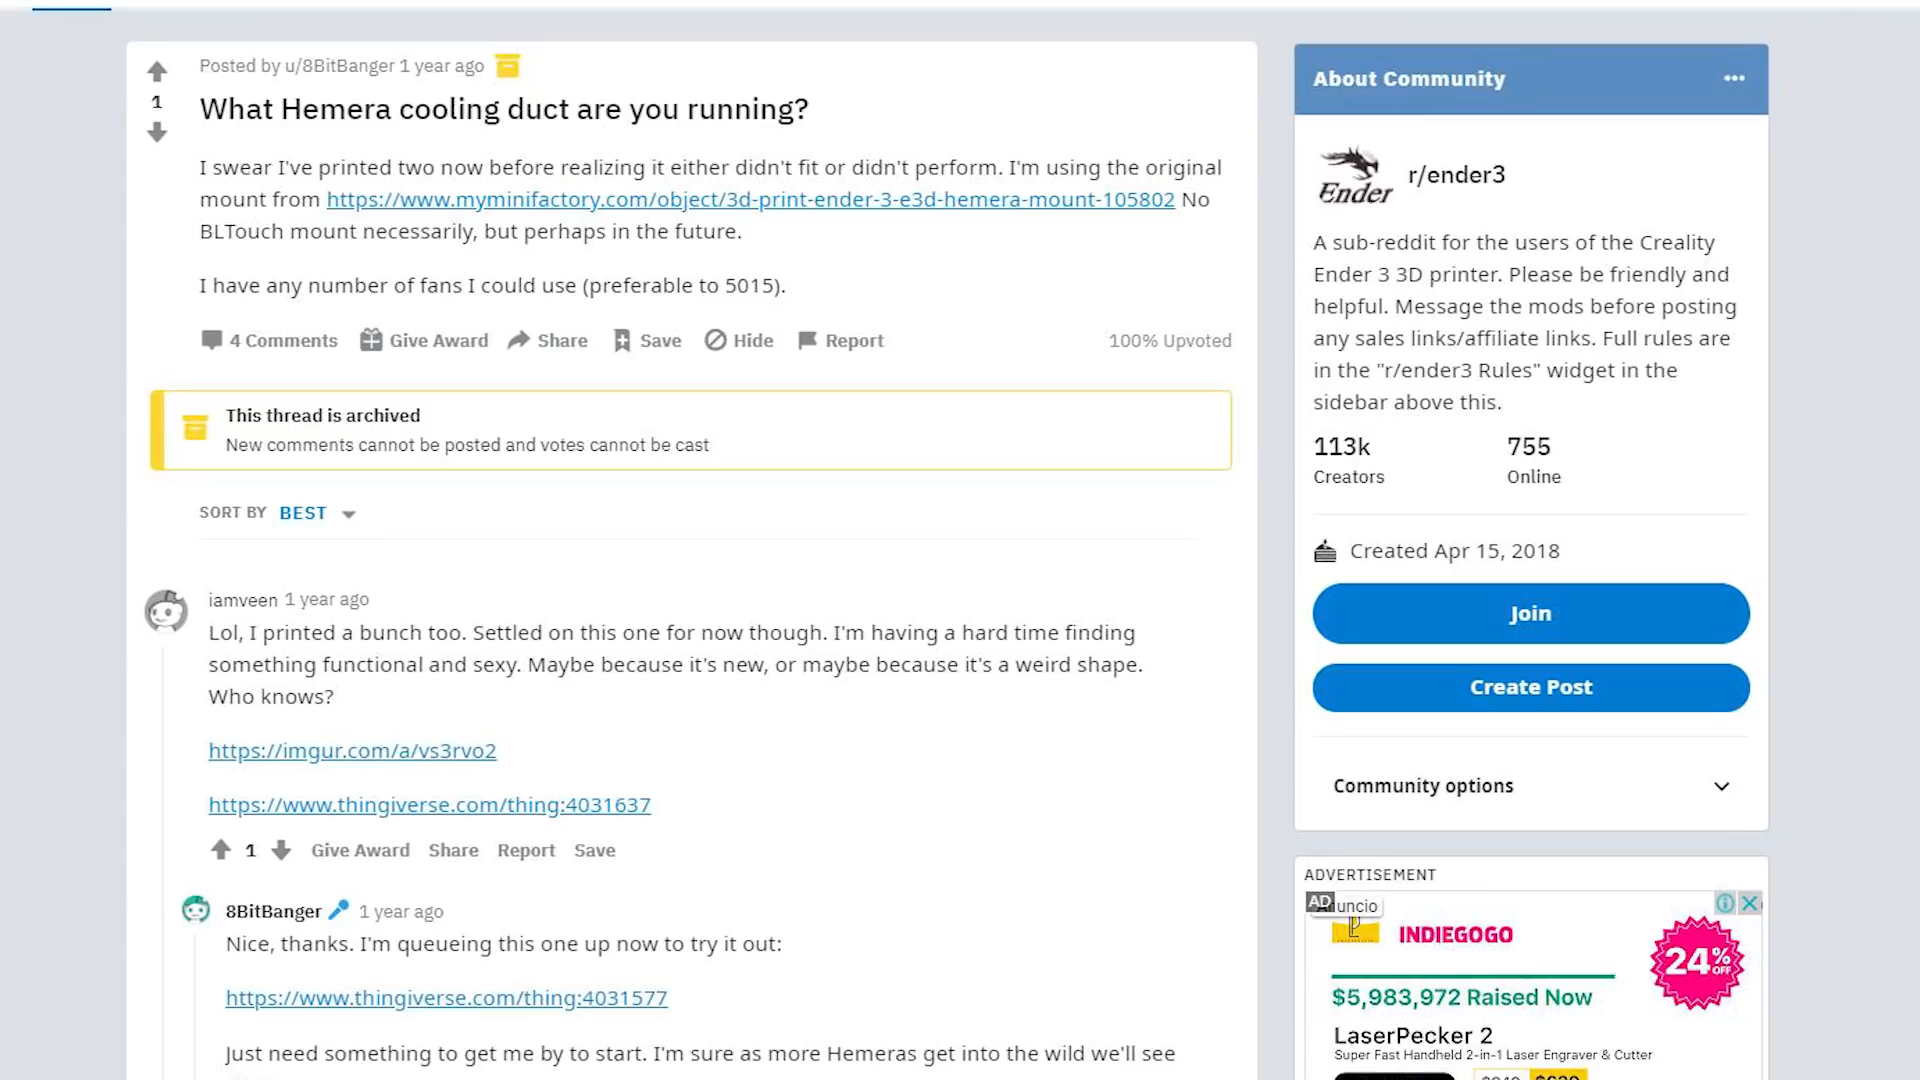 Posted by u/8BitBanger 1 year ago
1
What Hemera cooling duct are you running?
I swear I've printed two now before realizing it either didn't fit or didn't perform. I'm using the original
mount from https://www.myminifactory.com/object/3d-print-ender-3-e3d-hemera-mount-105802 No
BLTouch mount necessarily, but perhaps in the future.
I have any number of fans I could use (preferable to 5015).
4 Comments Give Award Share Save Hide Report 100% Upvoted
This thread is archived
New comments cannot be posted and votes cannot be cast
SORT BY BEST
iamveen 1 year ago
Lol, I printed a bunch too. Settled on this one for now though. I'm having a hard time finding
something functional and sexy. Maybe because it's new, or maybe because it's a weird shape.
Who knows?
https://imgur.com/a/vs3rvo2
https://www.thingiverse.com/thing:4031637
1 Give Award Share Report Save
8BitBanger 1 year ago
Nice, thanks. I'm queueing this one up now to try it out:
https://www.thingiverse.com/thing:4031577
Just need something to get me by to start. I'm sure as more Hemeras get into the wild we'll see
About Community
Ender
r/ender3
A sub-reddit for the users of the Creality
Ender 3 3D printer. Please be friendly and
helpful. Message the mods before posting
any sales links/affiliate links. Full rules are
in the "r/ender3 Rules" widget in the
sidebar above this.
113k 755
Creators Online
Created Apr 15, 2018
Join
Create Post
Community options
ADVERTISEMENT
AD
INDIEGOGO
24% OFF
$5,983,972 Raised Now
LaserPecker 2
Super Fast Handheld 2-in-1 Laser Engraver & Cutter